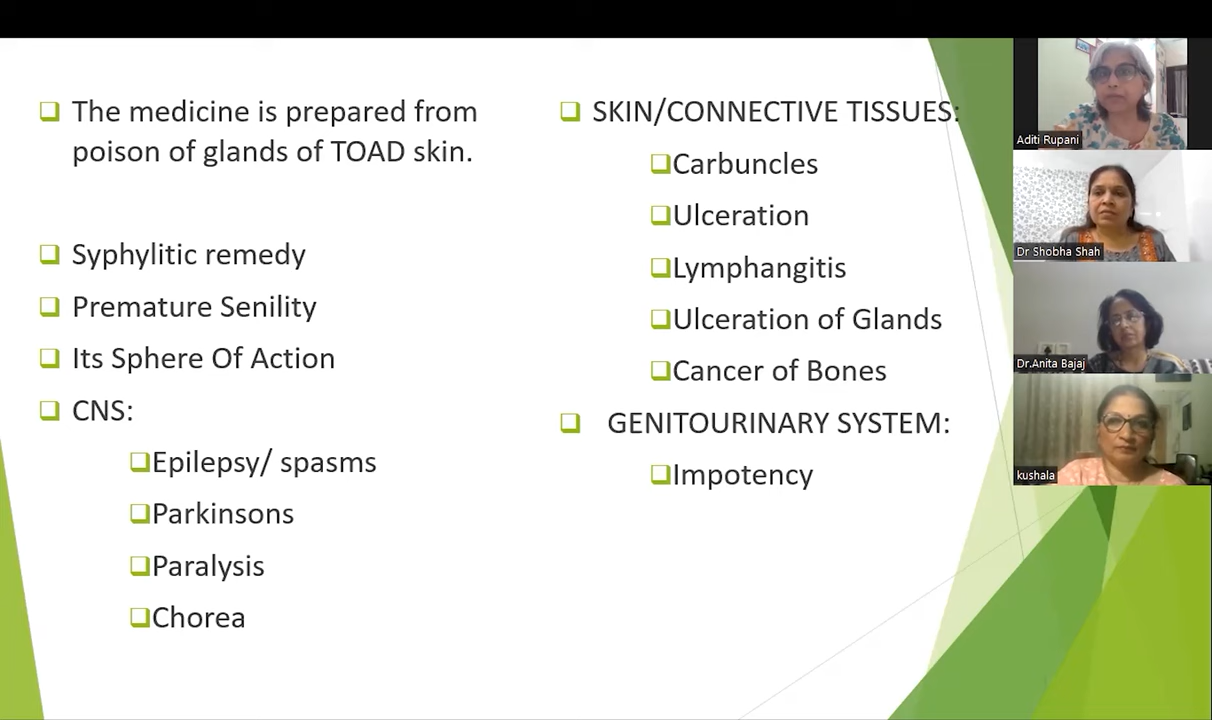 The medicine is prepared from
poison of glands of TOAD skin.
Syphylitic remedy
Premature Senility
Its Sphere Of Action
CNS:
Epilepsy/ spasms
Parkinsons
Paralysis
Chorea
SKIN/CONNECTIVE TISSUES:
Carbuncles
Ulceration
Lymphangitis
Ulceration of Glands
Cancer of Bones
GENITOURINARY SYSTEM:
Impotency
Aditi Rupani
Dr Shobha Shah
Dr.Anita Bajaj
kushala